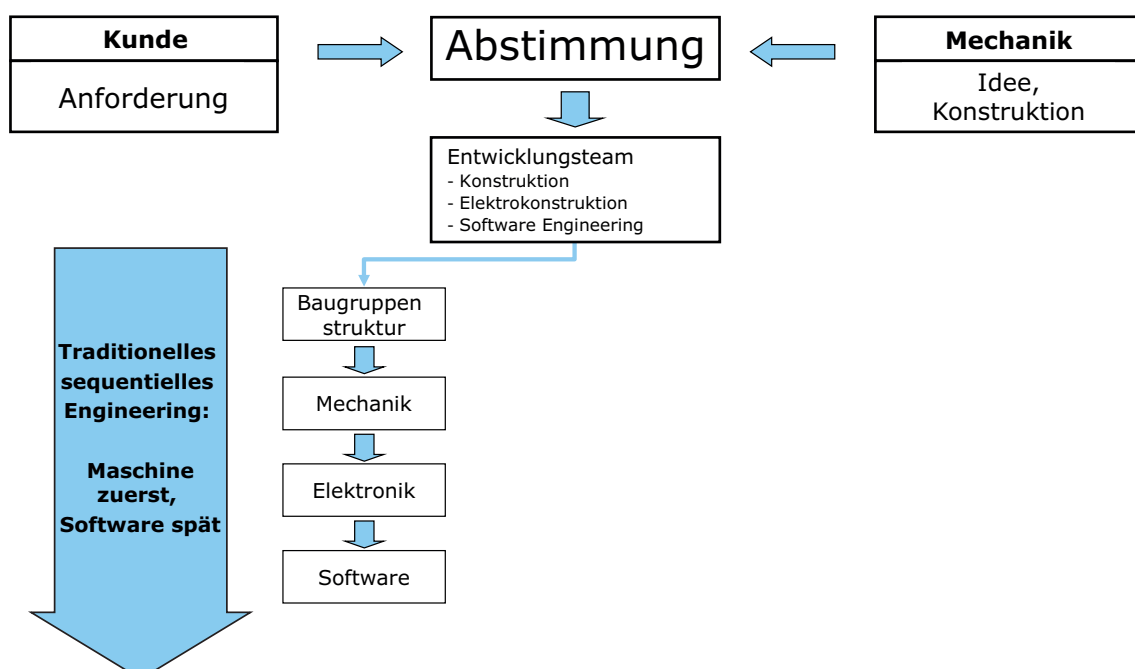 Kunde
Anforderung
Abstimmung
Mechanik
Idee,
Konstruktion
Entwicklungsteam
- Konstruktion
- Elektrokonstruktion
- Software Engineering
Traditionelles
sequentielles
Engineering:
Maschine
zuerst,
Software spät
Baugruppen
struktur
Mechanik
Elektronik
Software